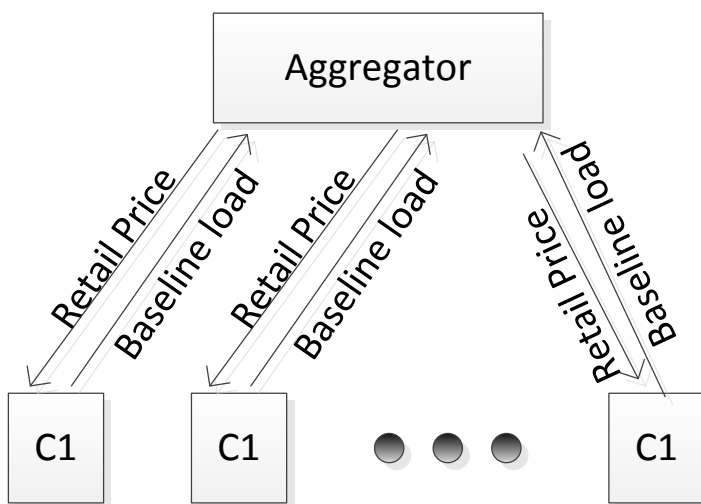 Aggregator
Retail Price
Baseline load
Retail Price
Baseline load
Retail Price
Baseline load
C1
C1
C1